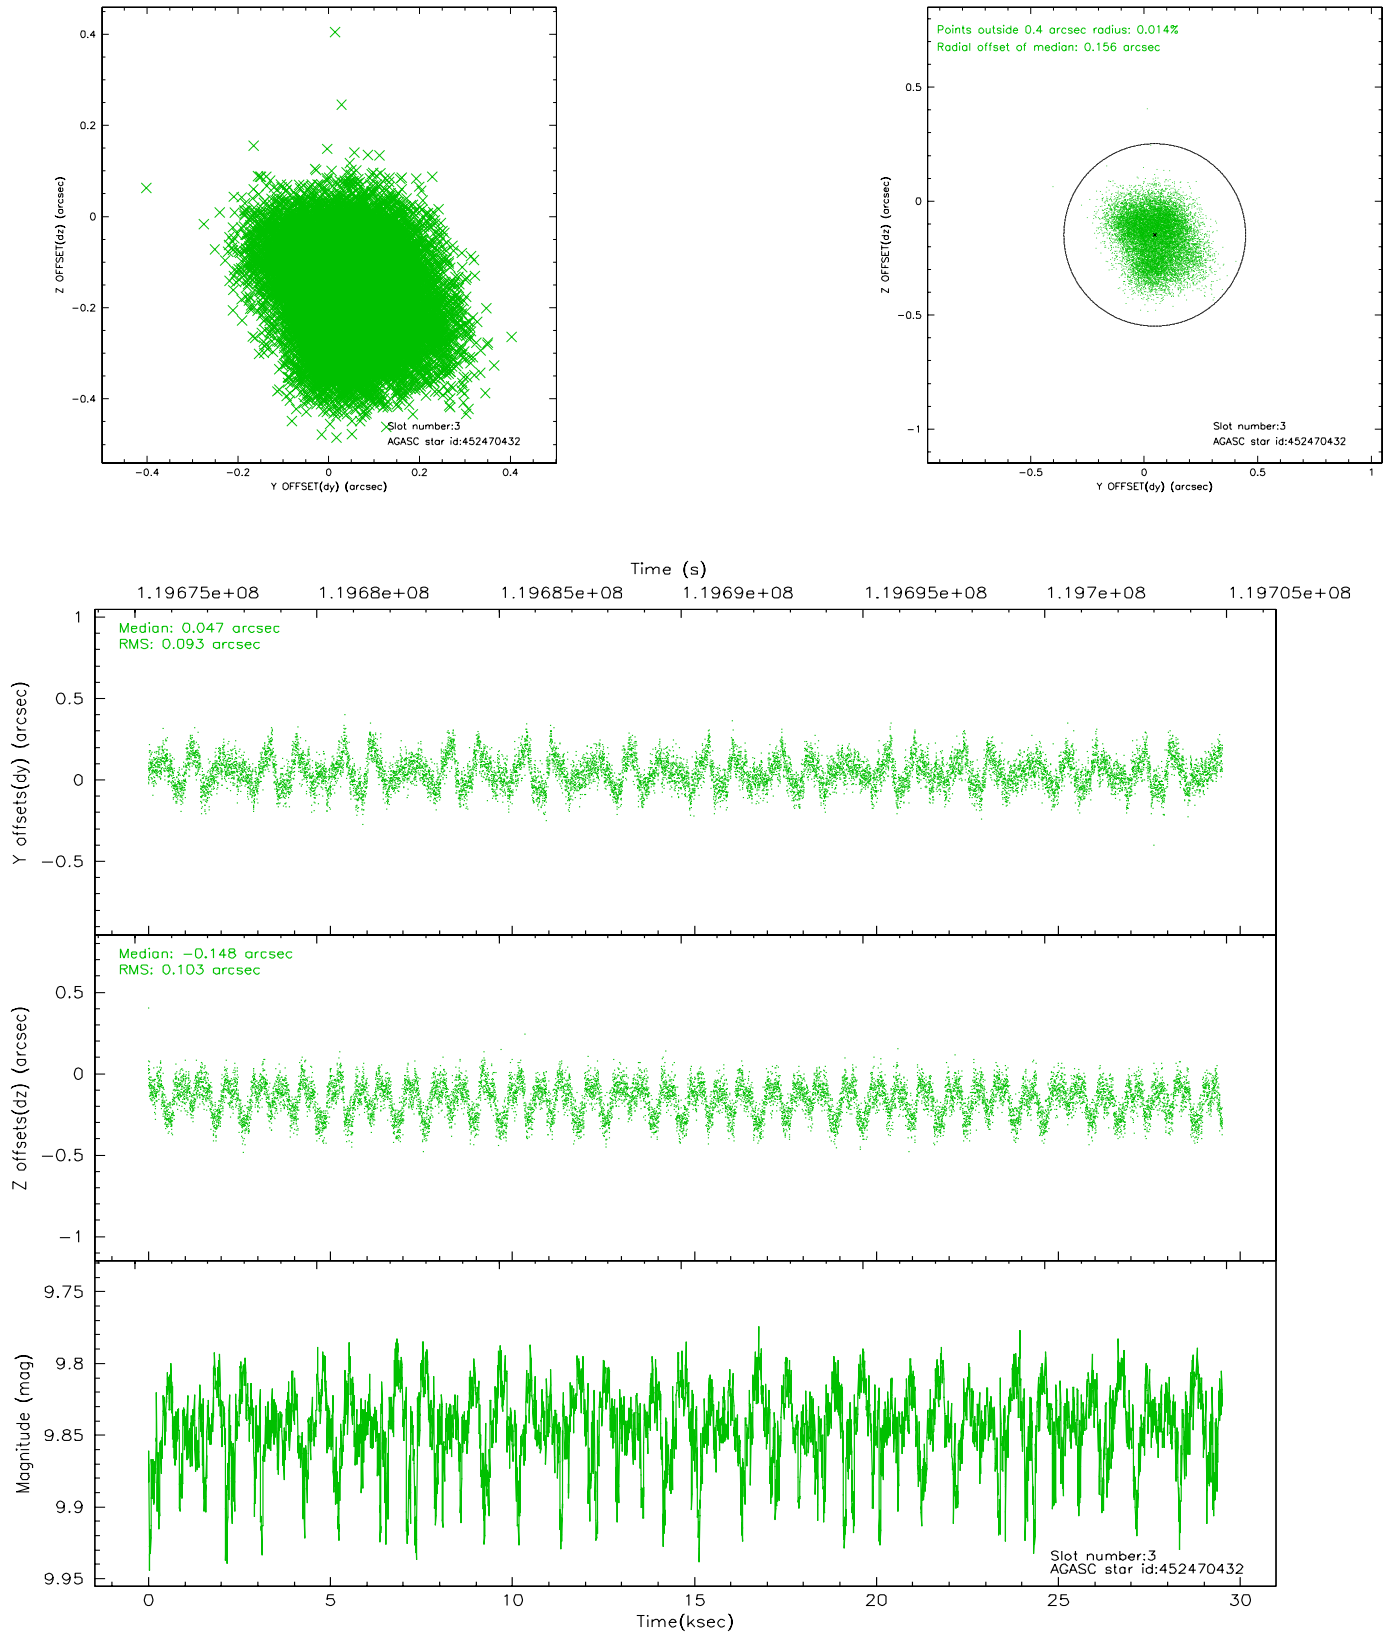 0.4
0.2
0
−0.2
−0.4
Z OFFSET(dz) (arcsec)
Slot number:3
AGASC star id:452470432
−0.4 −0.2 0 0.2 0.4
Y OFFSET(dy) (arcsec)
Points outside 0.4 arcsec radius: 0.014%
Radial offset of median: 0.156 arcsec
0.5
0
−0.5
−1
Z OFFSET(dz) (arcsec)
Slot number:3
AGASC star id:452470432
−0.5 0 0.5 1
Y OFFSET(dy) (arcsec)
Time (s)
1.19675e+08 1.1968e+08 1.19685e+08 1.1969e+08 1.19695e+08 1.197e+08 1.19705e+08
Median: 0.047 arcsec
RMS: 0.093 arcsec
1
0.5
0
−0.5
Y offsets(dy) (arcsec)
Median: −0.148 arcsec
RMS: 0.103 arcsec
0.5
0
−0.5
−1
Z offsets(dz) (arcsec)
9.75
9.8
9.85
9.9
9.95
Magnitude (mag)
Slot number:3
AGASC star id:452470432
0 5 10 15 20 25 30
Time(ksec)